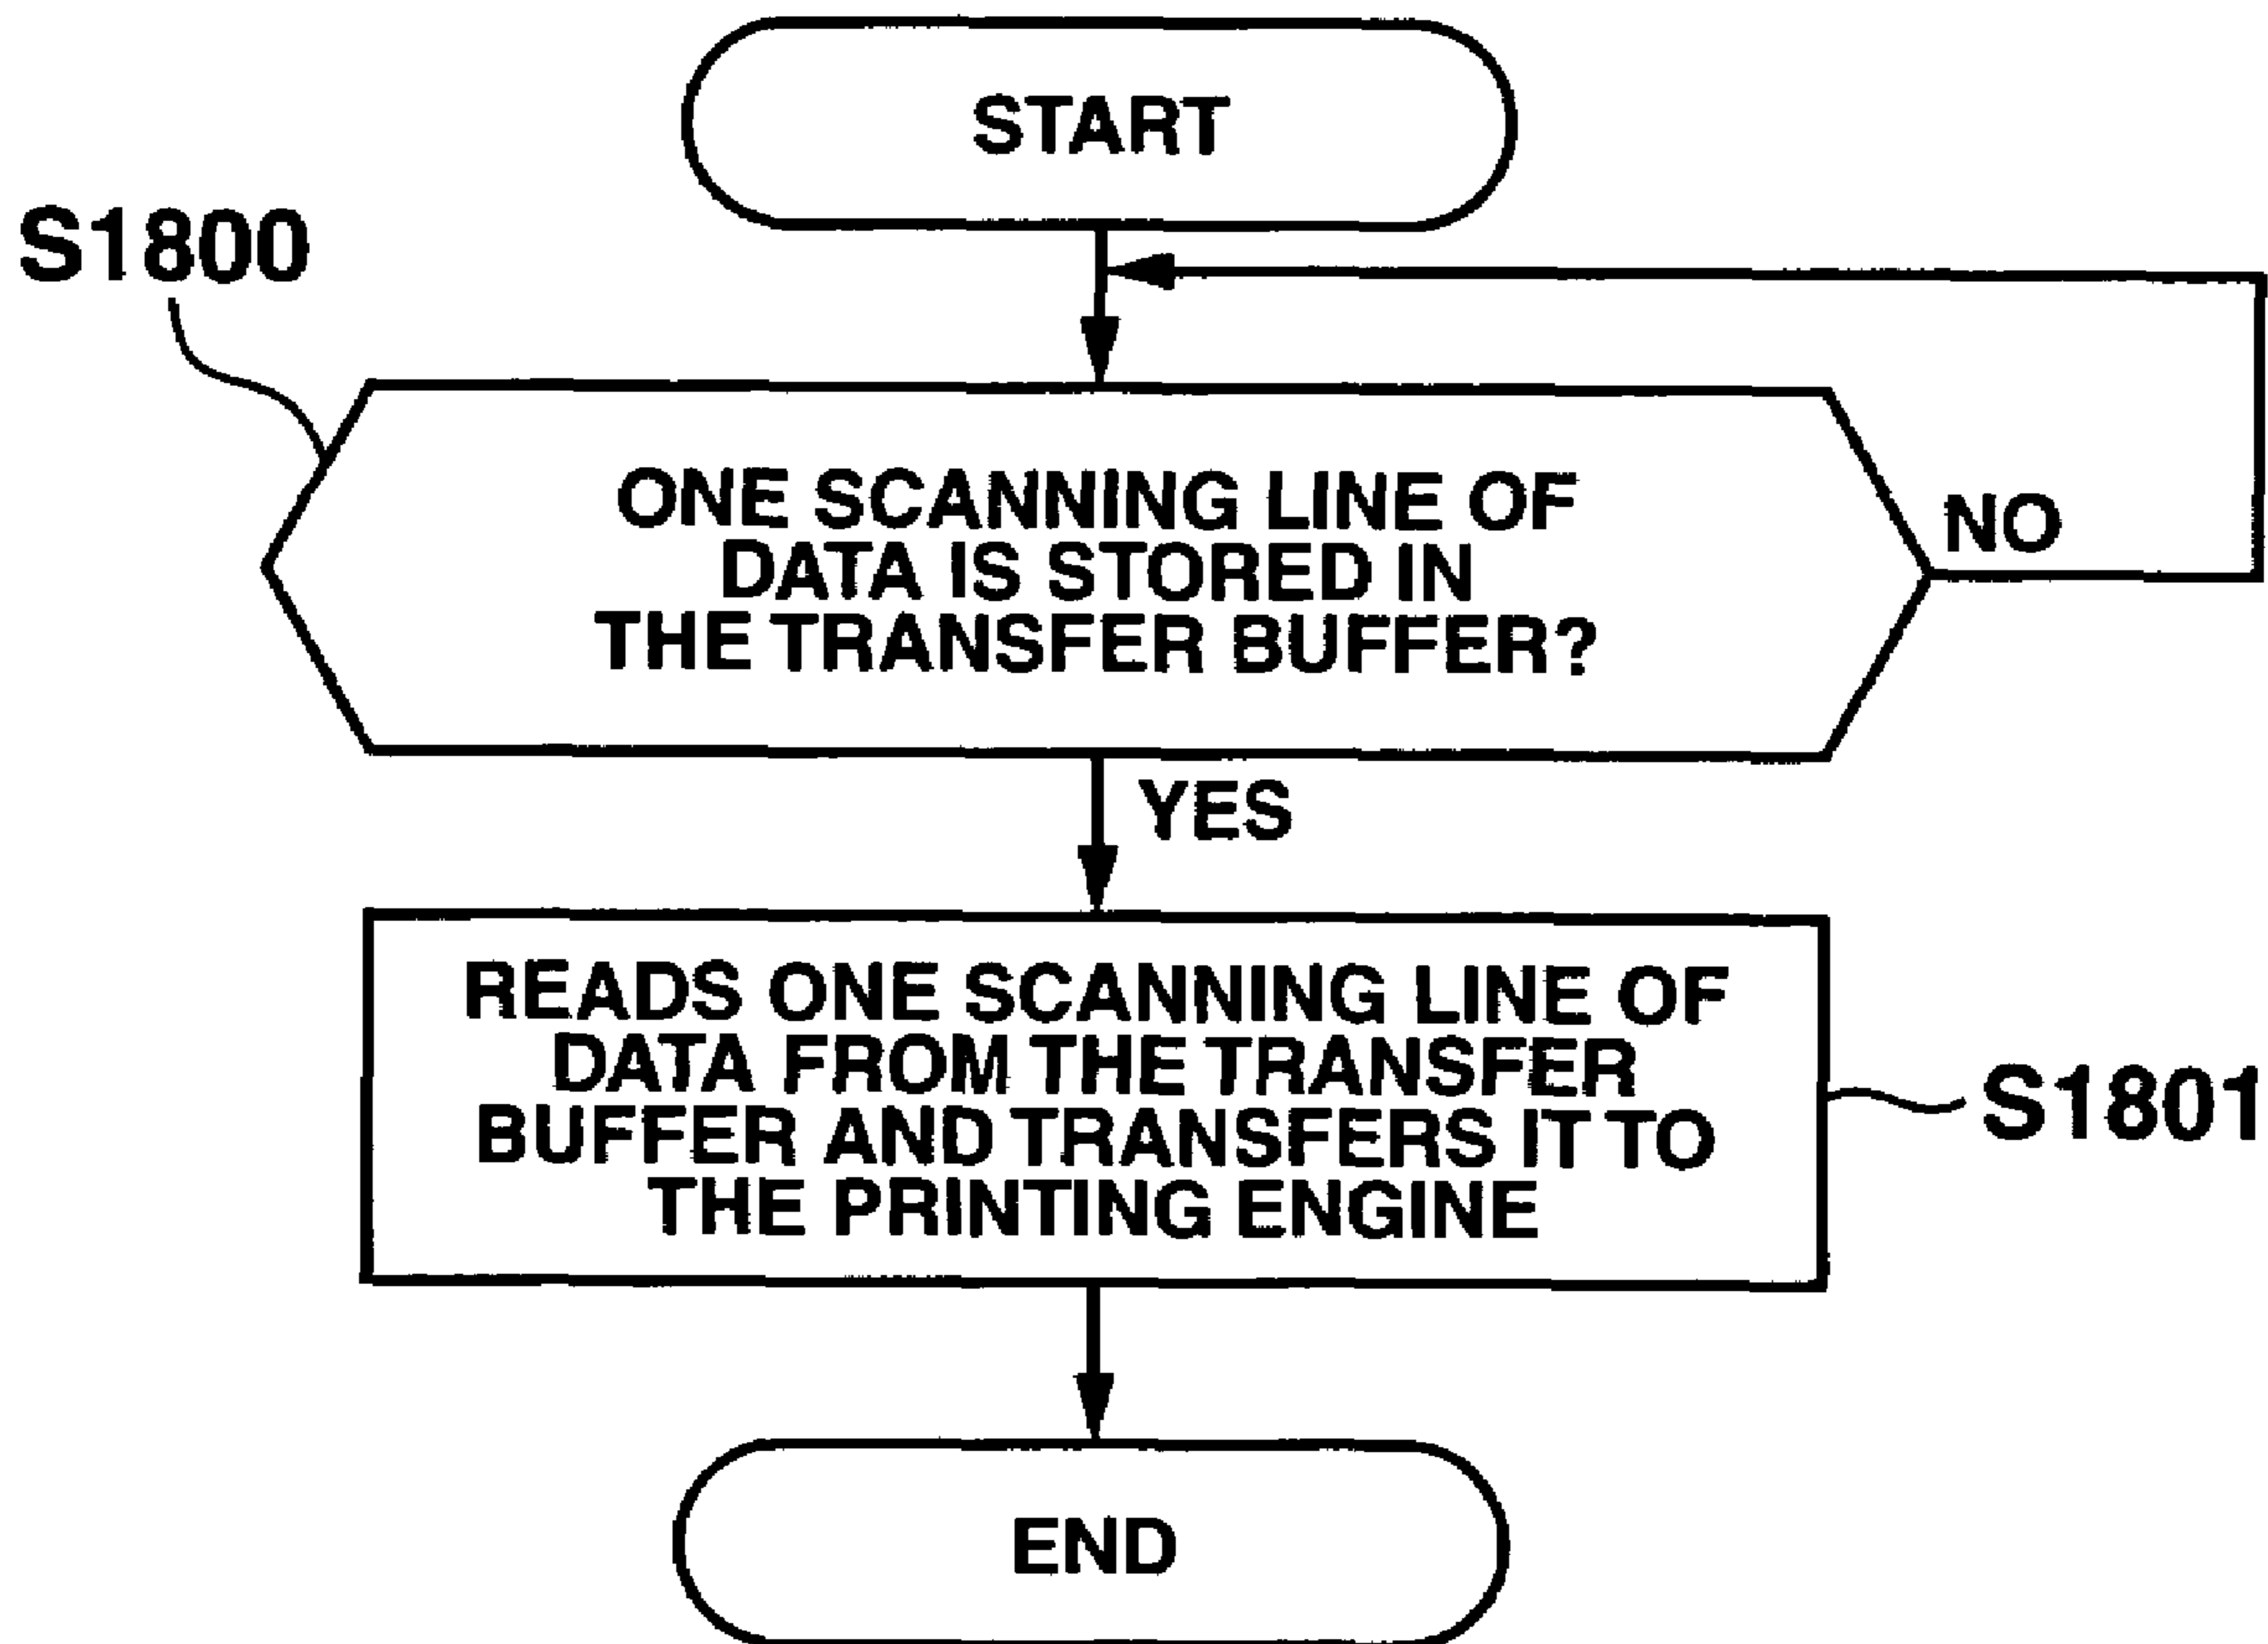 START
S1800
ONE SCANNING LINE OF
DATA IS STORED IN
THE TRANSFER BUFFER?
NO
YES
READS ONE SCANNING LINE OF
DATA FROM THE TRANSFER
BUFFER AND TRANSFERS IT TO
THE PRINTING ENGINE
S1801
END